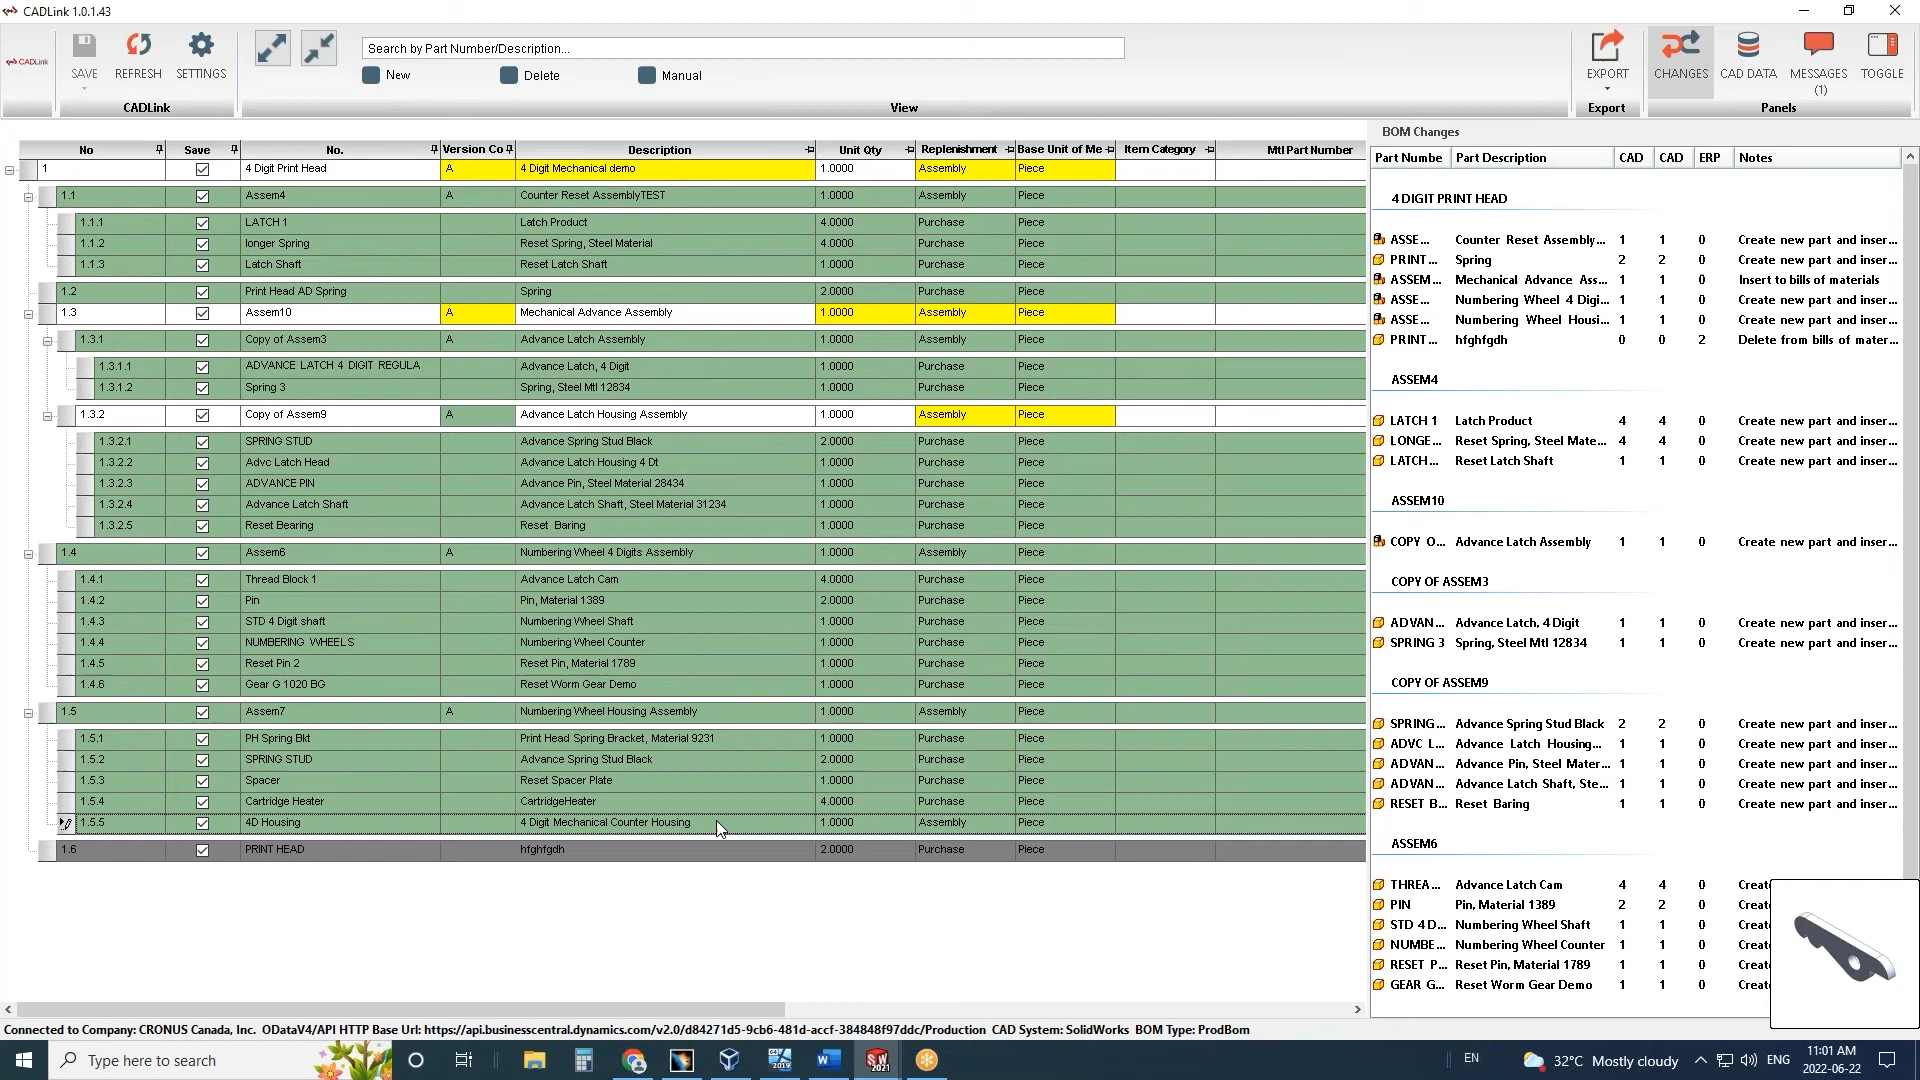 CADLink 1.0.1.43
CADLink
SAVE
REFRESH
SETTINGS
CADLink
Search by Part Number/Description...
New
Delete
Manual
View
EXPORT
Export
CHANGES
CAD DATA
MESSAGES
(1)
TOGGLE
Panels
No Save No. Version Co Description Unit Qty Replenishment Base Unit of Me Item Category Mtl Part Number
1 4 Digit Print Head A 4 Digit Mechanical demo 1.0000 Assembly Piece
1.1 Assem4 A Counter Reset AssemblyTEST 1.0000 Assembly Piece
1.1.1 LATCH 1 Latch Product 4.0000 Purchase Piece
1.1.2 longer Spring Reset Spring, Steel Material 4.0000 Purchase Piece
1.1.3 Latch Shaft Reset Latch Shaft 1.0000 Purchase Piece
1.2 Print Head AD Spring Spring 2.0000 Purchase Piece
1.3 Assem10 A Mechanical Advance Assembly 1.0000 Assembly Piece
1.3.1 Copy of Assem3 A Advance Latch Assembly 1.0000 Assembly Piece
1.3.1.1 ADVANCE LATCH 4 DIGIT REGULA Advance Latch, 4 Digit 1.0000 Purchase Piece
1.3.1.2 Spring 3 Spring, Steel Mtl 12834 1.0000 Purchase Piece
1.3.2 Copy of Assem9 A Advance Latch Housing Assembly 1.0000 Assembly Piece
1.3.2.1 SPRING STUD Advance Spring Stud Black 2.0000 Purchase Piece
1.3.2.2 Advc Latch Head Advance Latch Housing 4 Dt 1.0000 Purchase Piece
1.3.2.3 ADVANCE PIN Advance Pin, Steel Material 28434 1.0000 Purchase Piece
1.3.2.4 Advance Latch Shaft Advance Latch Shaft, Steel Material 31234 1.0000 Purchase Piece
1.3.2.5 Reset Bearing Reset Baring 1.0000 Purchase Piece
1.4 Assem6 A Numbering Wheel 4 Digits Assembly 1.0000 Assembly Piece
1.4.1 Thread Block 1 Advance Latch Cam 4.0000 Purchase Piece
1.4.2 Pin Pin, Material 1389 2.0000 Purchase Piece
1.4.3 STD 4 Digit shaft Numbering Wheel Shaft 1.0000 Purchase Piece
1.4.4 NUMBERING WHEELS Numbering Wheel Counter 1.0000 Purchase Piece
1.4.5 Reset Pin 2 Reset Pin, Material 1789 1.0000 Purchase Piece
1.4.6 Gear G 1020 BG Reset Worm Gear Demo 1.0000 Purchase Piece
1.5 Assem7 A Numbering Wheel Housing Assembly 1.0000 Assembly Piece
1.5.1 PH Spring Bkt Print Head Spring Bracket, Material 9231 1.0000 Purchase Piece
1.5.2 SPRING STUD Advance Spring Stud Black 2.0000 Purchase Piece
1.5.3 Spacer Reset Spacer Plate 1.0000 Purchase Piece
1.5.4 Cartridge Heater CartridgeHeater 4.0000 Purchase Piece
1.5.5 4D Housing 4 Digit Mechanical Counter Housing 1.0000 Assembly Piece
1.6 PRINT HEAD hfghfgdh 2.0000 Purchase Piece
BOM Changes
Part Numbe Part Description CAD CAD ERP Notes
4 DIGIT PRINT HEAD
ASSE... Counter Reset Assembly... 1 1 0 Create new part and inser...
PRINT... Spring 2 2 0 Create new part and inser...
ASSEM... Mechanical Advance Ass... 1 1 0 Insert to bills of materials
ASSE... Numbering Wheel 4 Digi... 1 1 0 Create new part and inser...
ASSE... Numbering Wheel Housi... 1 1 0 Create new part and inser...
PRINT... hfghfgdh 0 0 2 Delete from bills of mater...
ASSEM4
LATCH 1 Latch Product 4 4 0 Create new part and inser...
LONGE... Reset Spring, Steel Mate... 4 4 0 Create new part and inser...
LATCH... Reset Latch Shaft 1 1 0 Create new part and inser...
ASSEM10
COPY O... Advance Latch Assembly 1 1 0 Create new part and inser...
COPY OF ASSEM3
ADVAN... Advance Latch, 4 Digit 1 1 0 Create new part and inser...
SPRING 3 Spring, Steel Mtl 12834 1 1 0 Create new part and inser...
COPY OF ASSEM9
SPRING... Advance Spring Stud Black 2 2 0 Create new part and inser...
ADVC L... Advance Latch Housing... 1 1 0 Create new part and inser...
ADVAN... Advance Pin, Steel Mater... 1 1 0 Create new part and inser...
ADVAN... Advance Latch Shaft, Ste... 1 1 0 Create new part and inser...
RESET B... Reset Baring 1 1 0 Create new part and inser...
ASSEM6
THREA... Advance Latch Cam 4 4 0 Creat
PIN Pin, Material 1389 2 2 0 Creat
STD 4 D... Numbering Wheel Shaft 1 1 0 Creat
NUMBE... Numbering Wheel Counter 1 1 0 Creat
RESET P... Reset Pin, Material 1789 1 1 0 Creat
GEAR G... Reset Worm Gear Demo 1 1 0 Creat
Connected to Company: CRONUS Canada, Inc. ODataV4/API HTTP Base Url: https://api.businesscentral.dynamics.com/v2.0/d84271d5-9cb6-481d-accf-384848f97ddc/Production CAD System: SolidWorks BOM Type: ProdBom
Type here to search
2019
SW
2021
EN
32°C Mostly cloudy
ENG
11:01 AM
2022-06-22